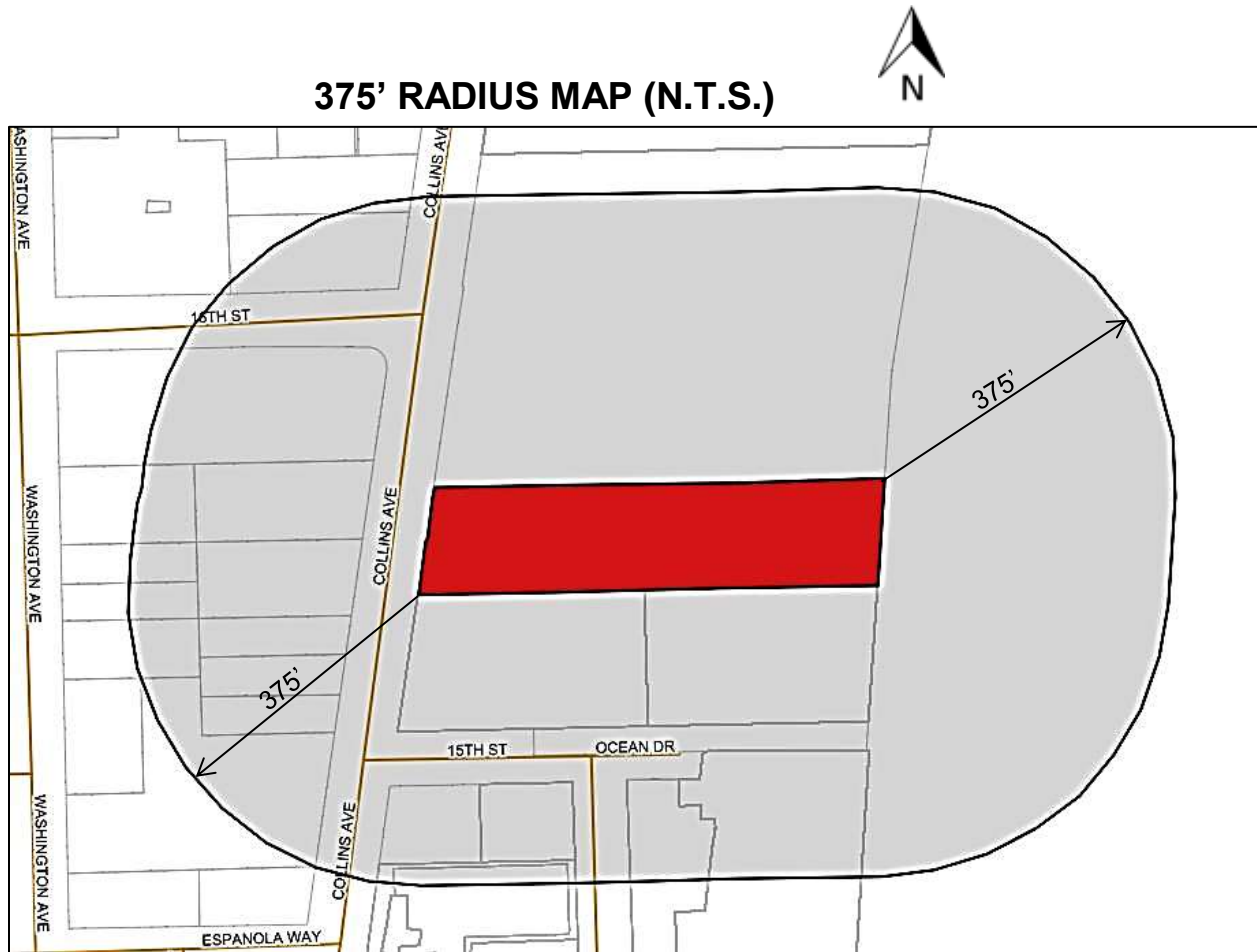 N
375’ RADIUS MAP (N.T.S.)
ASHINGTON AVE
COLLINS AVE
16TH ST
375’
WASHINGTON AVE
COLLINS AVE
375’
15TH ST
OCEAN DR
WASHINGTON AVE
COLLINS AVE
ESPANOLA WAY